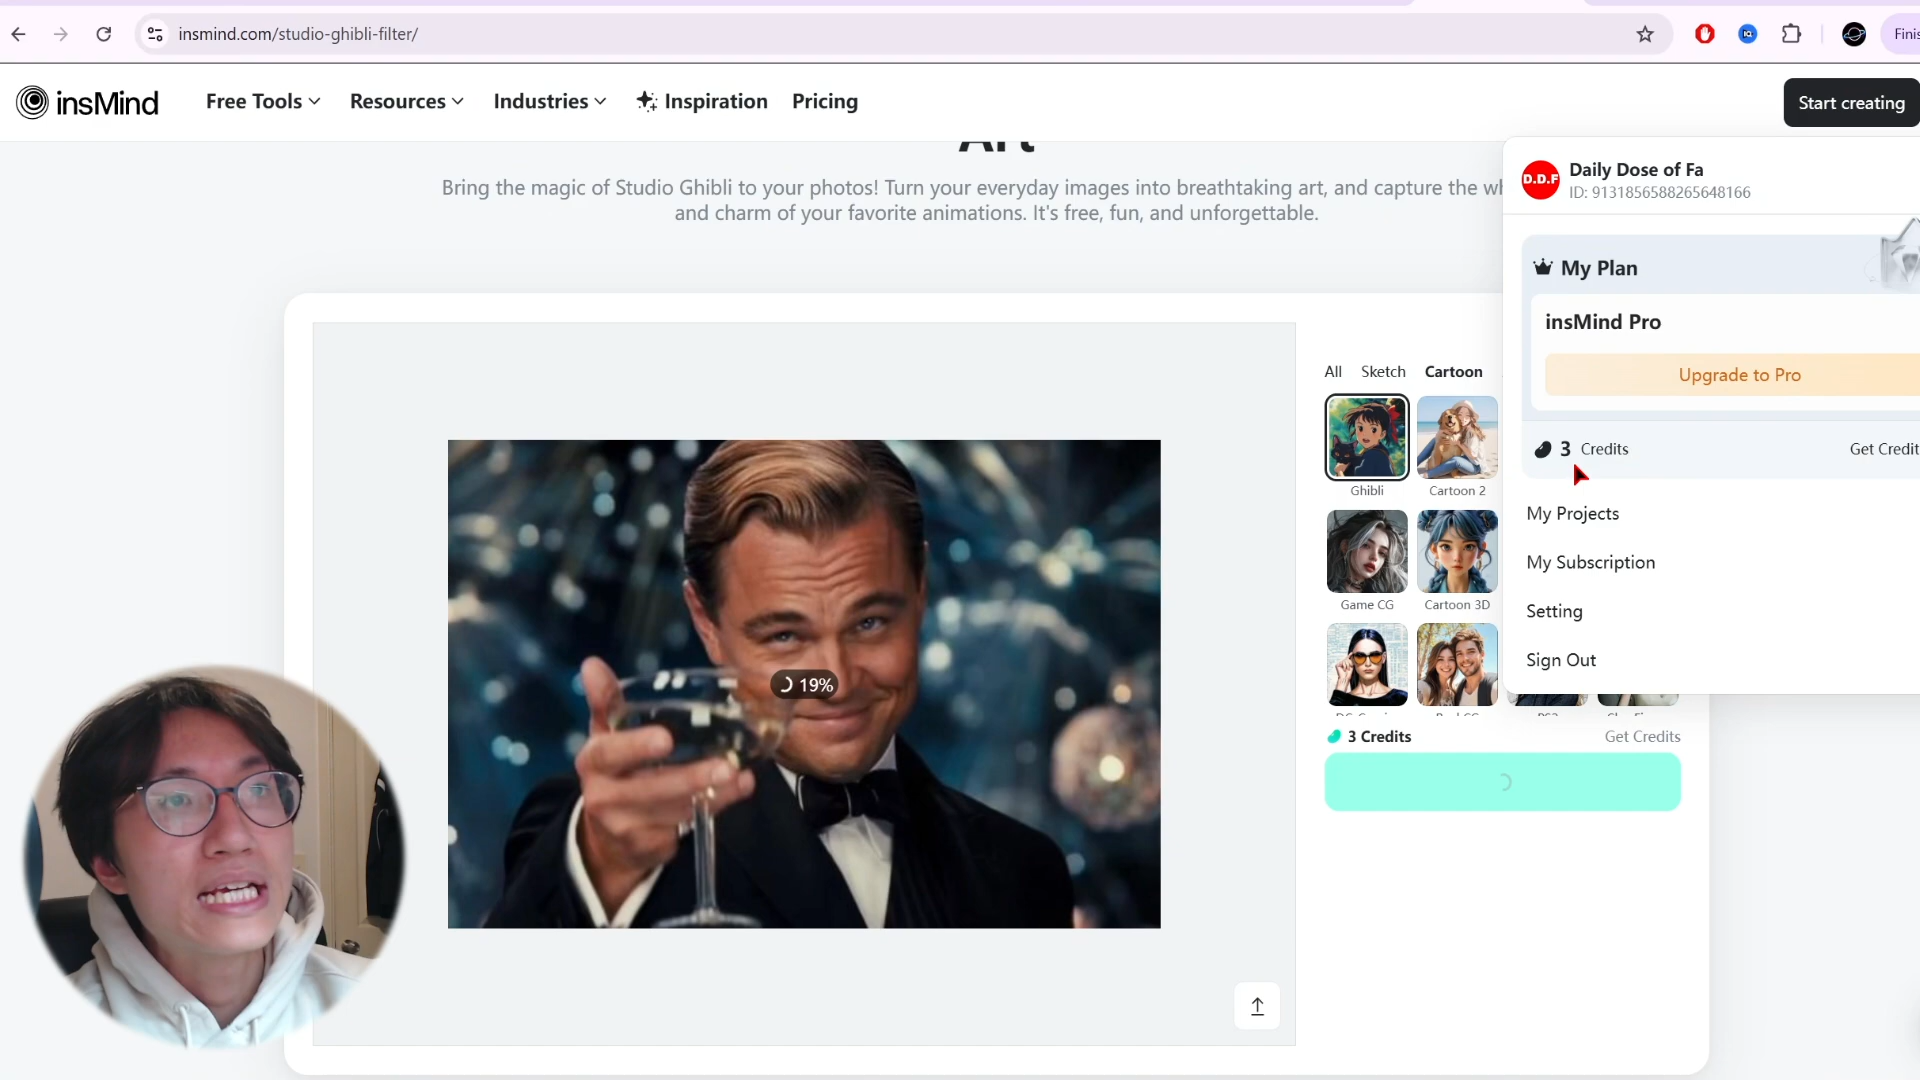 insmind.com/studio-ghibli-filter/
Finis
insMind
Free Tools
Resources
Industries
Inspiration
Pricing
Start creating
Art
Bring the magic of Studio Ghibli to your photos! Turn your everyday images into breathtaking art, and capture the wh
and charm of your favorite animations. It's free, fun, and unforgettable.
D.D.F
Daily Dose of Fa
ID: 9131856588265648166
My Plan
insMind Pro
Upgrade to Pro
3 Credits
Get Credit
My Projects
My Subscription
Setting
Sign Out
All
Sketch
Cartoon
Ghibli
Cartoon 2
Game CG
Cartoon 3D
19%
3 Credits
Get Credits